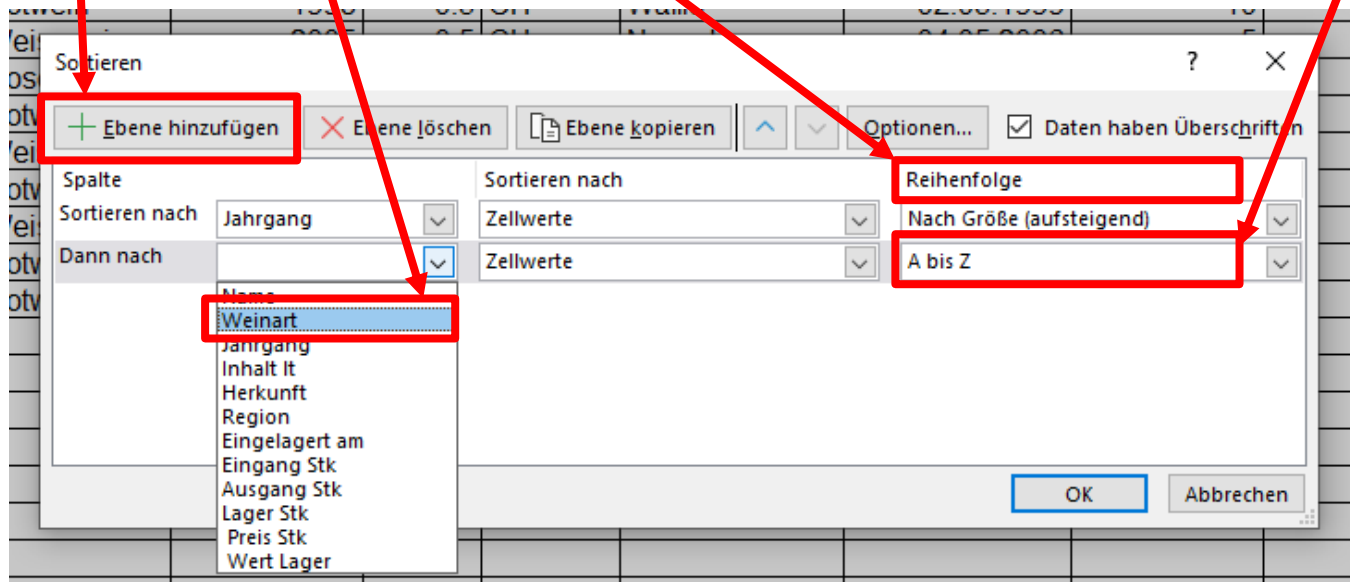 Sortieren ?
Ebene hinzufügen Ebene löschen Ebene kopieren Optionen... Daten haben Überschriften
Spalte Sortieren nach Reihenfolge
Sortieren nach Jahrgang Zellwerte Nach Größe (aufsteigend)
Dann nach Zellwerte A bis Z
Name
Weinart
Jahrgang
Inhalt lt
Herkunft
Region
Eingelagert am
Eingang Stk
Ausgang Stk
Lager Stk
Preis Stk
Wert Lager
OK Abbrechen